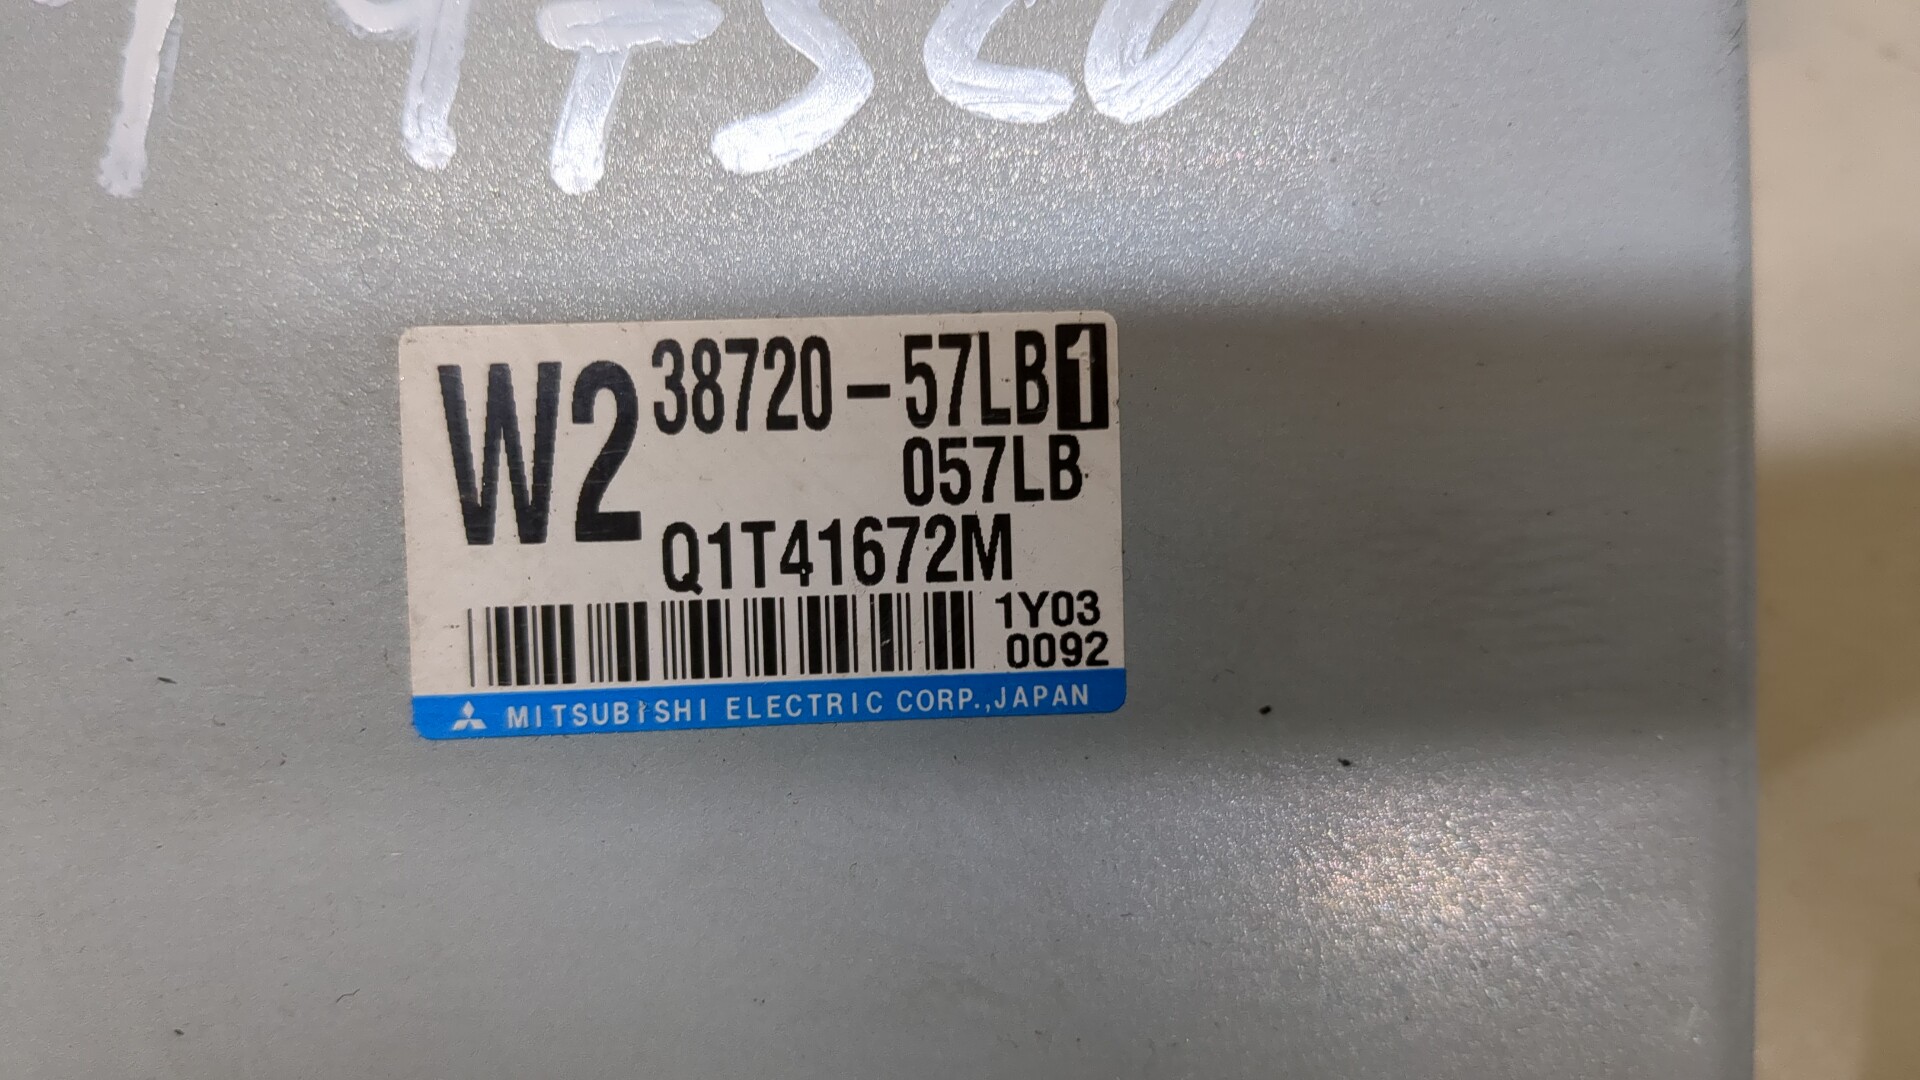 W2
38720-57LB1
057LB
Q1T41672M
1Y03
0092
MITSUBISHI ELECTRIC CORP.,JAPAN